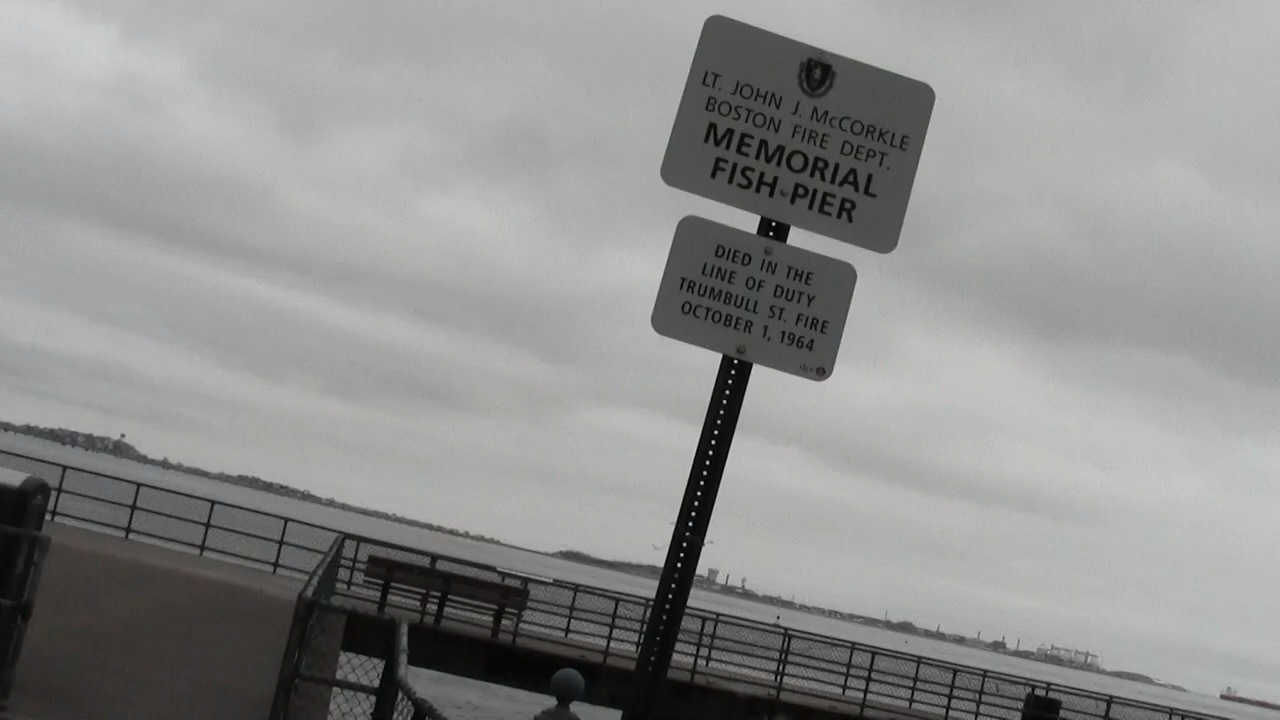 LT. JOHN J. McCORKLE
BOSTON FIRE DEPT.
MEMORIAL
FISH PIER
DIED IN THE
LINE OF DUTY
TRUMBULL ST. FIRE
OCTOBER 1, 1964
dcr